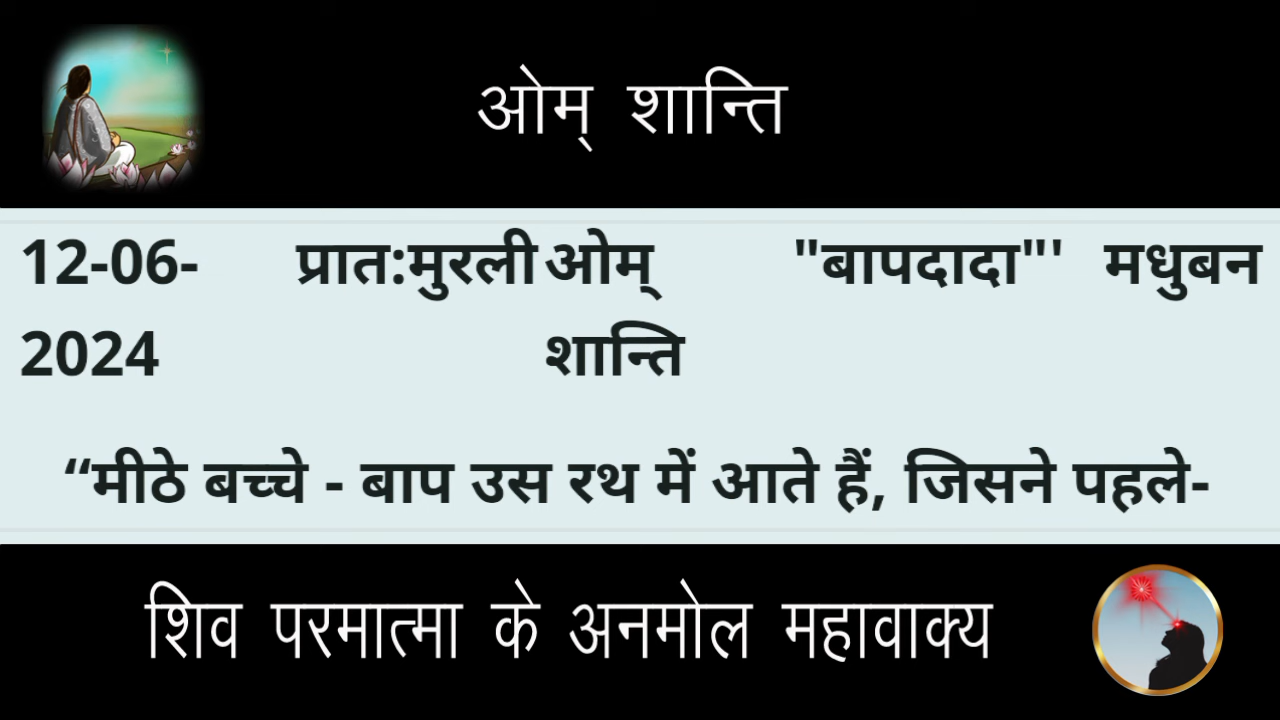 ओम् शान्ति
12-06- प्रात:मुरली ओम् "बापदादा"' मधुबन
2024 शान्ति
“मीठे बच्चे - बाप उस रथ में आते हैं, जिसने पहले-
शिव परमात्मा के अनमोल महावाक्य